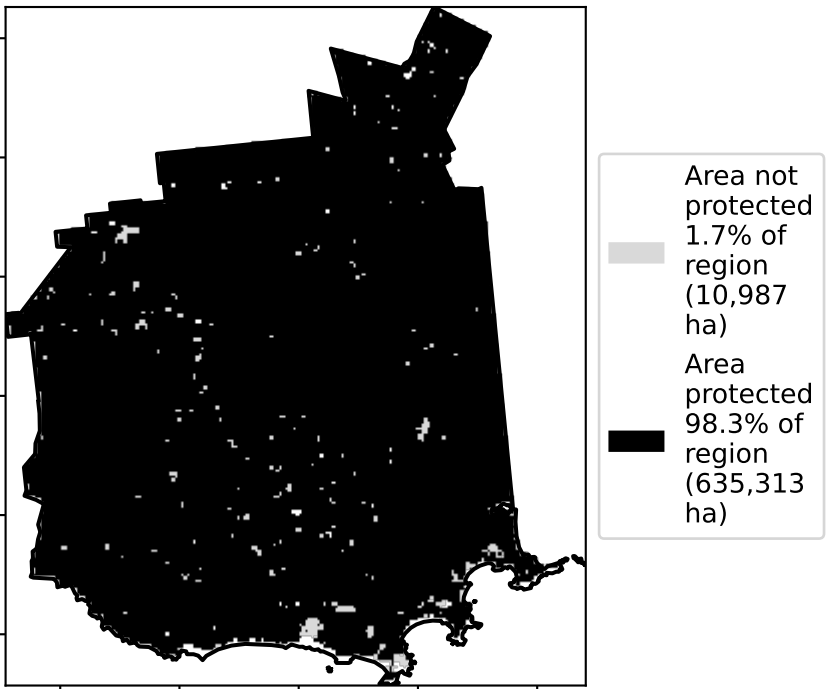 Area not
protected
1.7% of
region
(10,987
ha)
Area
protected
98.3% of
region
(635,313
ha)